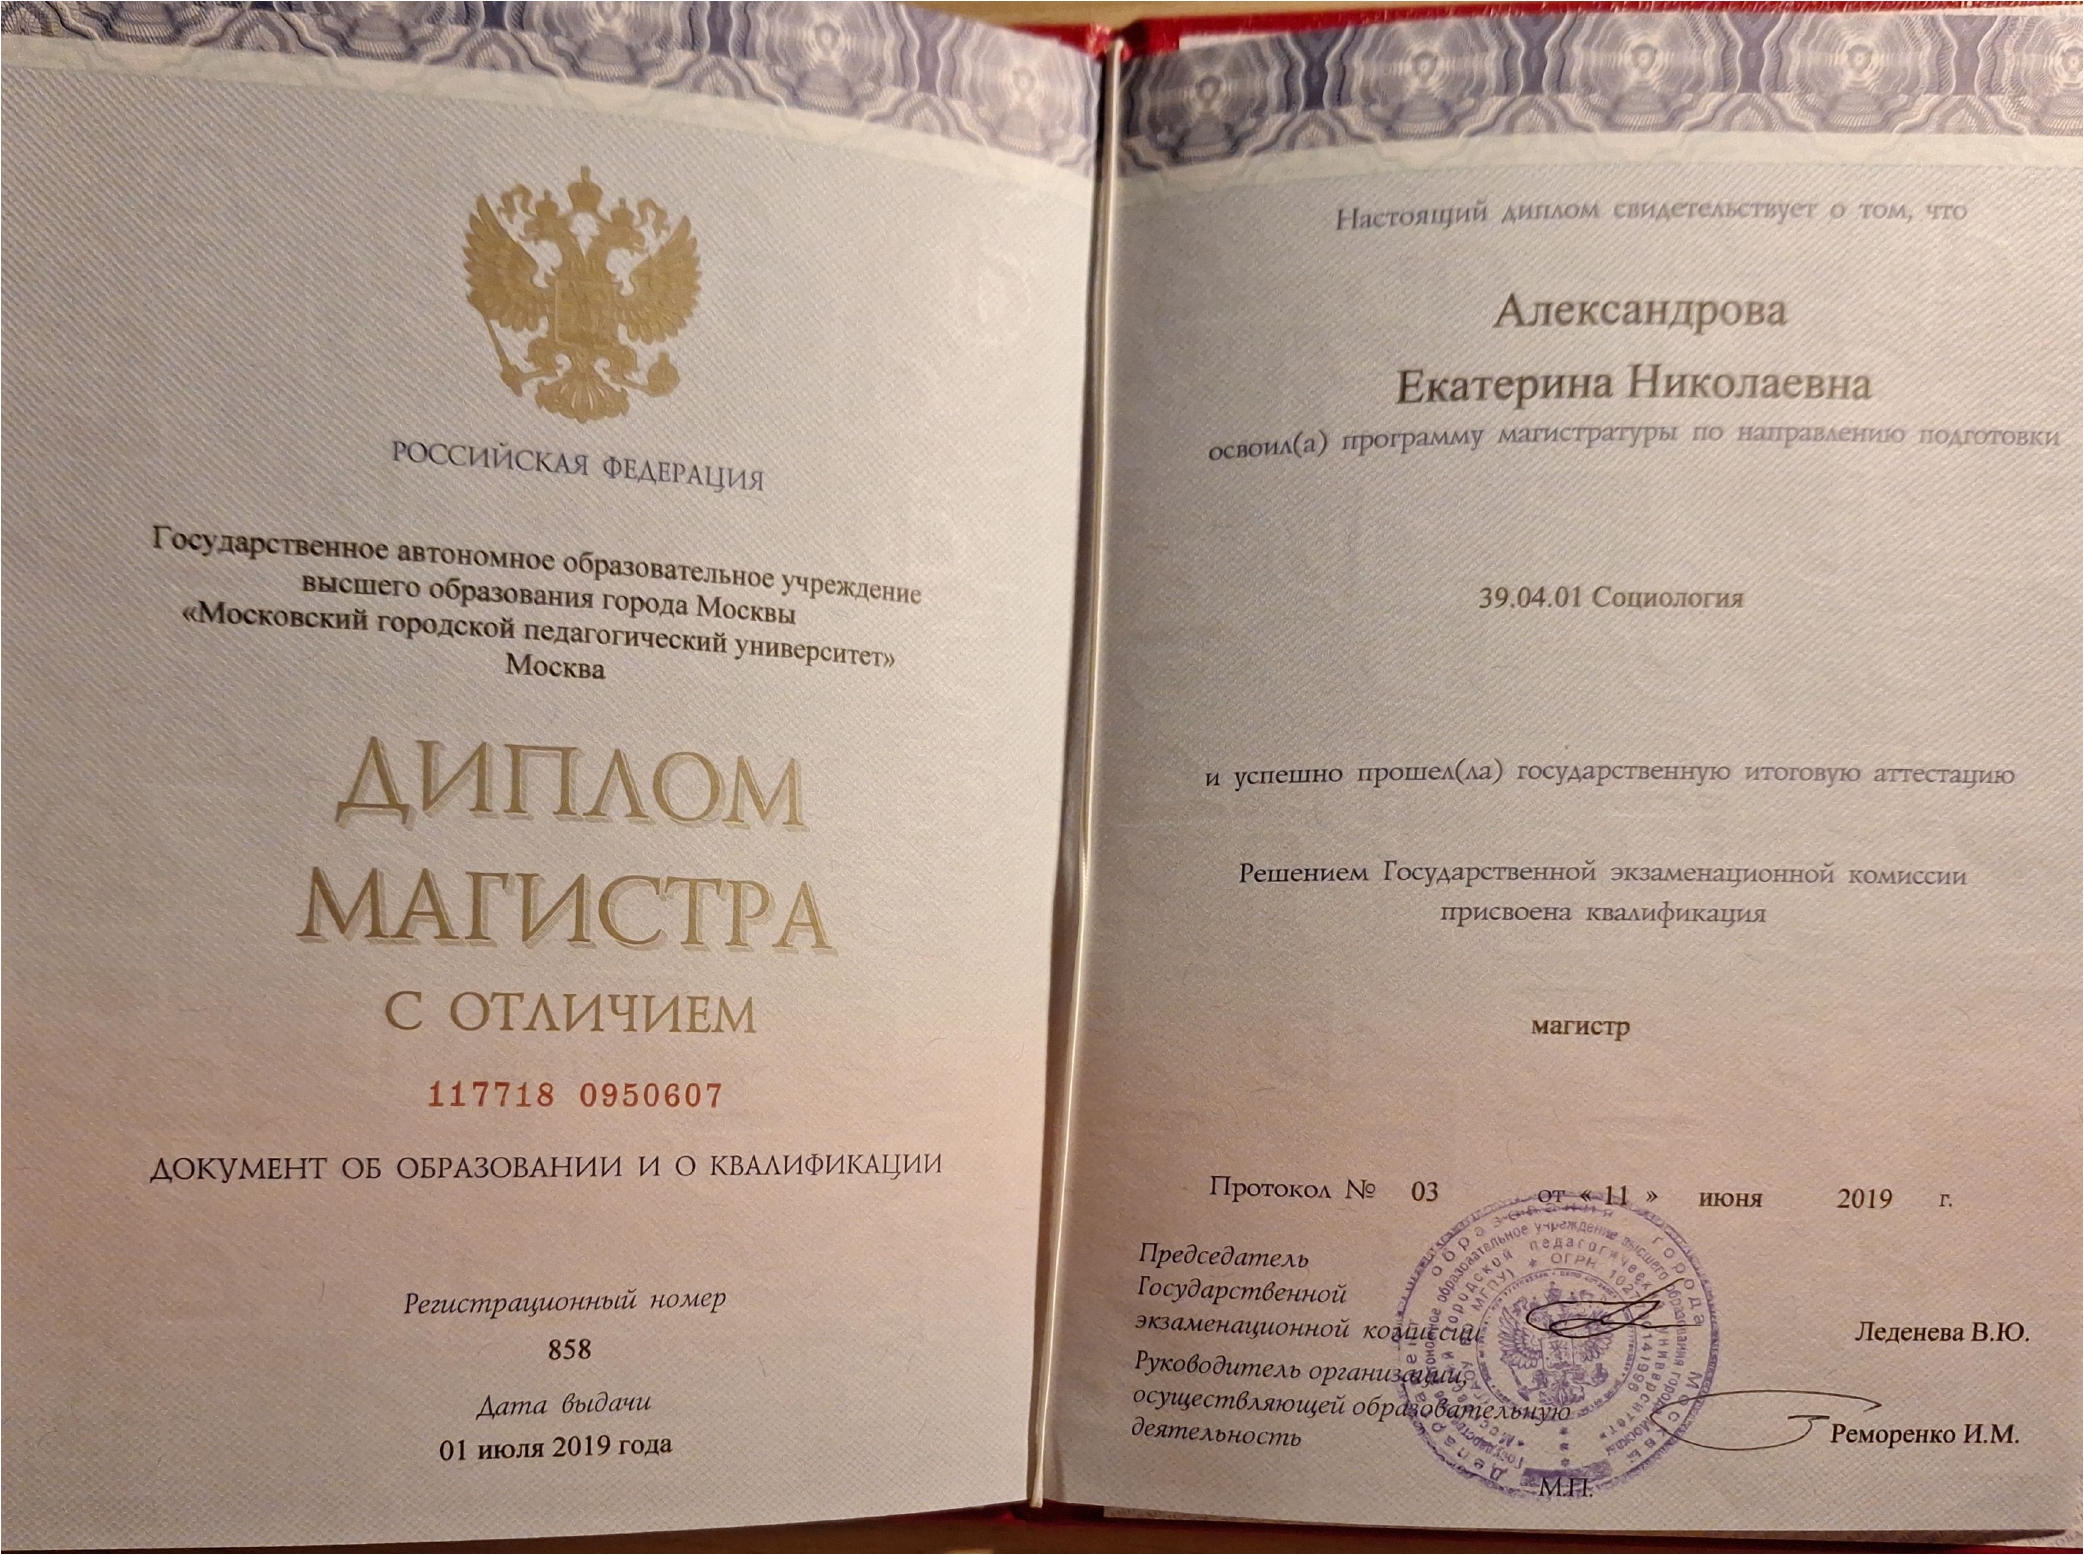 РОССИЙСКАЯ ФЕДЕРАЦИЯ
Государственное автономное образовательное учреждение
высшего образования города Москвы
«Московский городской педагогический университет»
Москва
ДИПЛОМ
МАГИСТРА
С ОТЛИЧИЕМ
117718 0950607
ДОКУМЕНТ ОБ ОБРАЗОВАНИИ И О КВАЛИФИКАЦИИ
Регистрационный номер
858
Дата выдачи
01 июля 2019 года
Настоящий диплом свидетельствует о том, что
Александрова
Екатерина Николаевна
освоил(а) программу магистратуры по направлению подготовки
39.04.01 Социология
и успешно прошел(ла) государственную итоговую аттестацию
Решением Государственной экзаменационной комиссии
присвоена квалификация
магистр
Протокол № 03 от « 11 » июня 2019 г.
Председатель
Государственной
экзаменационной комиссии
Леденева В.Ю.
Руководитель организации,
осуществляющей образовательную
деятельность
Реморенко И.М.
М.П.